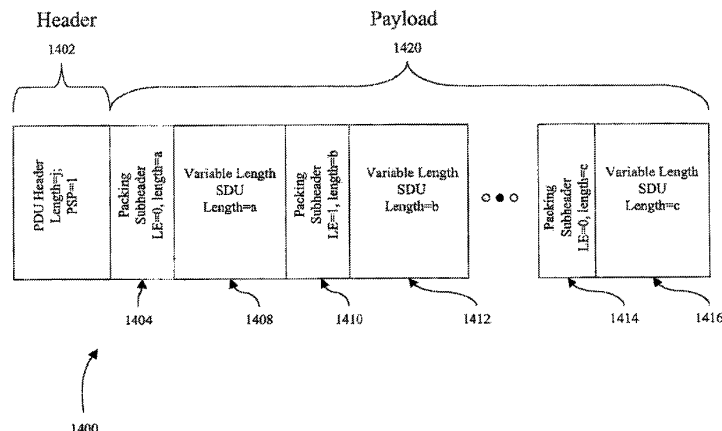 Header
Payload
1402
1420
PDU Header
Length=j;
PSP=1
Packing
Subheader
LE=0, length=a
Variable Length
SDU
Length=a
Packing
Subheader
LE=1, length=b
Variable Length
SDU
Length=b
Packing
Subheader
LE=0, length=c
Variable Length
SDU
Length=c
1404
1408
1410
1412
1414
1416
1400